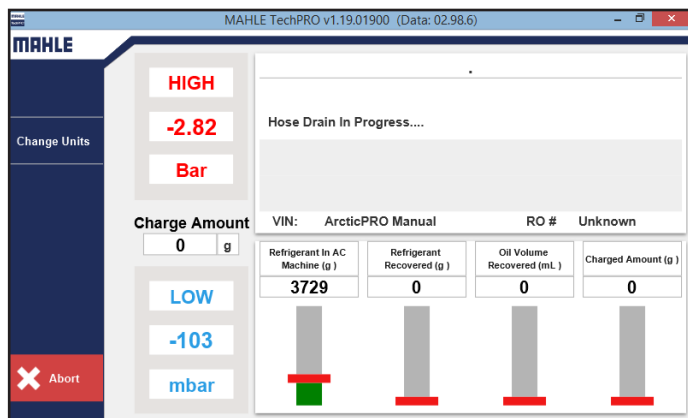 MAHLE TechPRO v1.19.01900 (Data: 02.98.6)
MAHLE
Change Units
Abort
HIGH
-2.82
Bar
Charge Amount
0 g
LOW
-103
mbar
.
Hose Drain In Progress....
VIN: ArcticPRO Manual RO # Unknown
Refrigerant In AC
Machine (g )
3729
Refrigerant
Recovered (g )
0
Oil Volume
Recovered (mL )
0
Charged Amount (g )
0